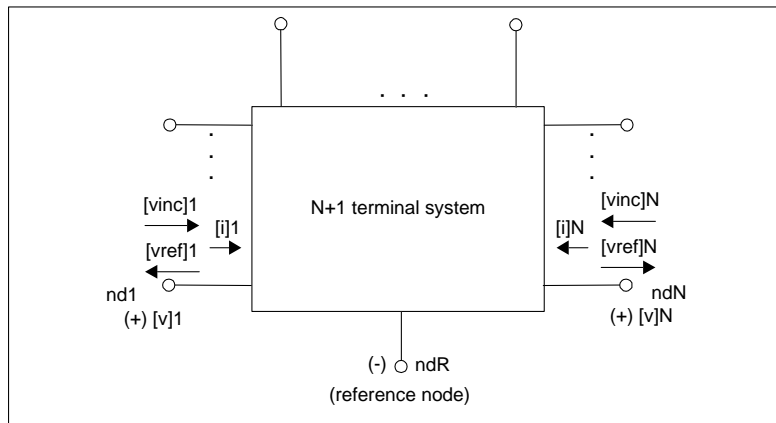 . . .
. . .
. . .
N+1 terminal system
[vinc]1
[i]1
[vref]1
nd1
(+) [v]1
[vinc]N
[i]N
[vref]N
ndN
(+) [v]N
(-) ndR
(reference node)